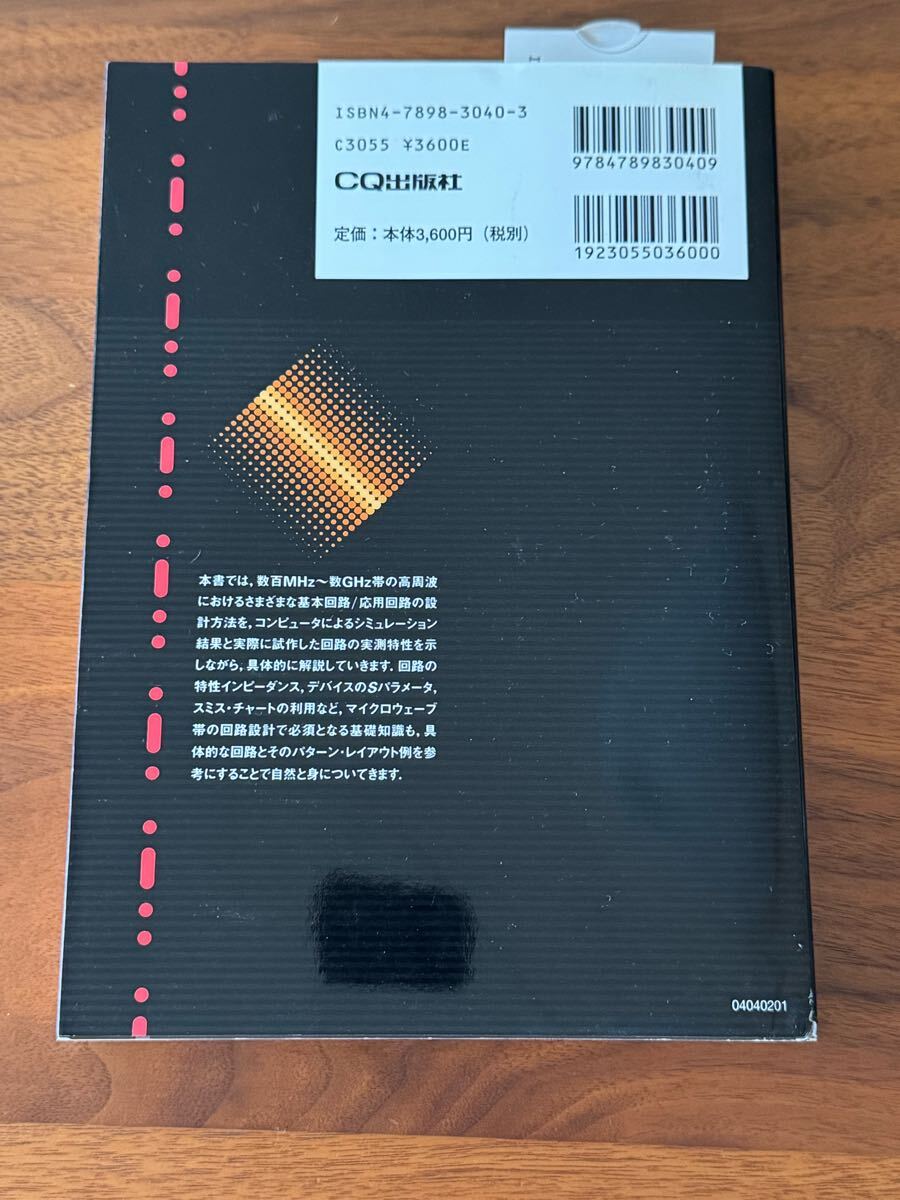 ISBN4-7898-3040-3
C3055 ¥3600E
CQ出版社
定価：本体3,600円（税別）
9784789830409
1923055036000
本書では，数百MHz～数GHz帯の高周波
におけるさまざまな基本回路/応用回路の設
計方法を，コンピュータによるシミュレーション
結果と実際に試作した回路の実測特性を示
しながら，具体的に解説していきます．回路の
特性インピーダンス，デバイスのSパラメータ，
スミス・チャートの利用など，マイクロウェーブ
帯の回路設計で必須となる基礎知識も，具
体的な回路とそのパターン・レイアウト例を参
考にすることで自然と身についてきます．
04040201